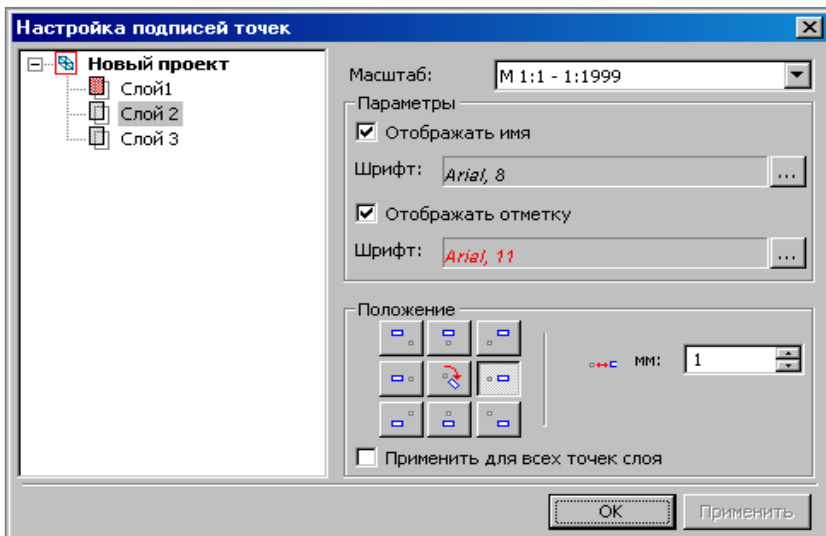 Настройка подписей точек
Новый проект
Слой1
Слой 2
Слой 3
Масштаб: М 1:1 - 1:1999
Параметры
Отображать имя
Шрифт: Arial, 8 ...
Отображать отметку
Шрифт: Arial, 11 ...
Положение
мм: 1
Применить для всех точек слоя
OK Применить